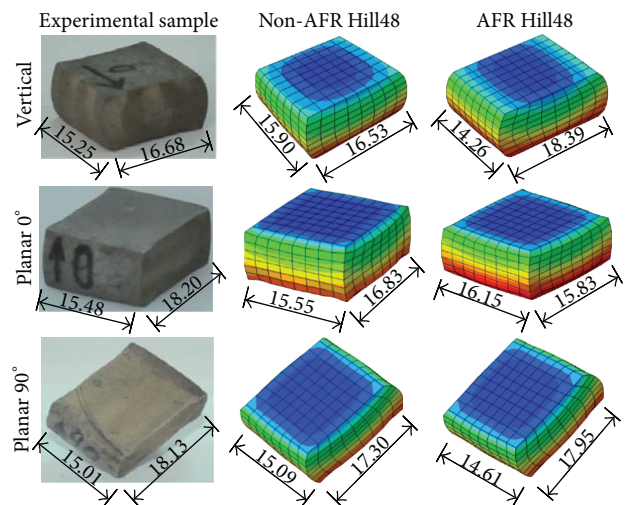 Experimental sample Non-AFR Hill48 AFR Hill48
Vertical
15.25 16.68 15.90 16.53 14.26 18.39
Planar 0°
0
15.48 18.20 15.55 16.83 16.15 15.83
Planar 90°
15.01 18.13 15.09 17.30 14.61 17.95